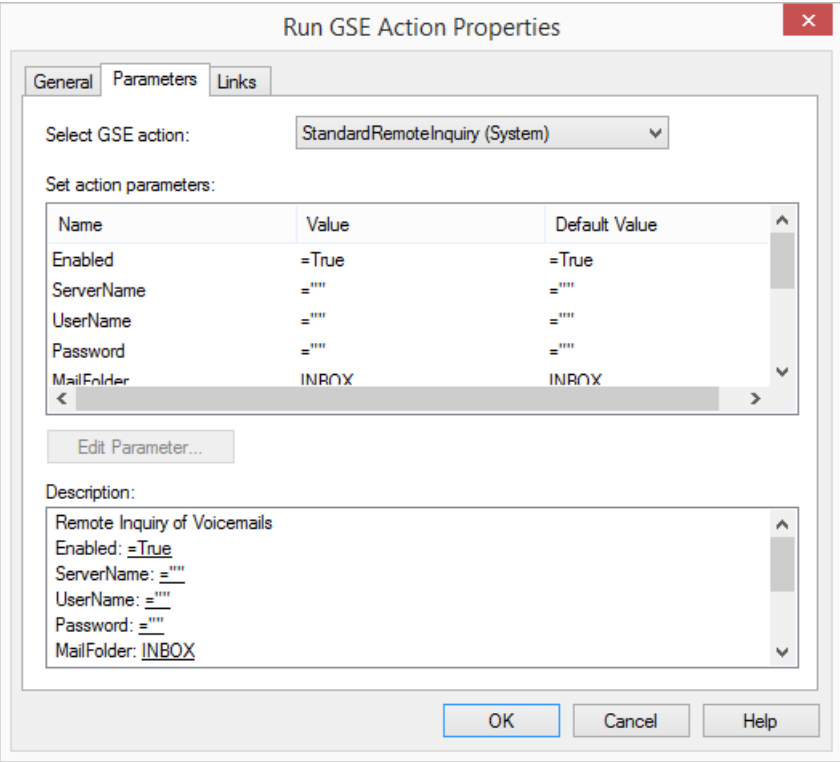 Run GSE Action Properties
General Parameters Links
Select GSE action: StandardRemoteInquiry (System)
Set action parameters:
Name Value Default Value
Enabled =True =True
ServerName ="" =""
UserName ="" =""
Password ="" =""
MailFolder INBOX INBOX
Edit Parameter...
Description:
Remote Inquiry of Voicemails
Enabled: =True
ServerName: =""
UserName: =""
Password: =""
MailFolder: INBOX
OK Cancel Help